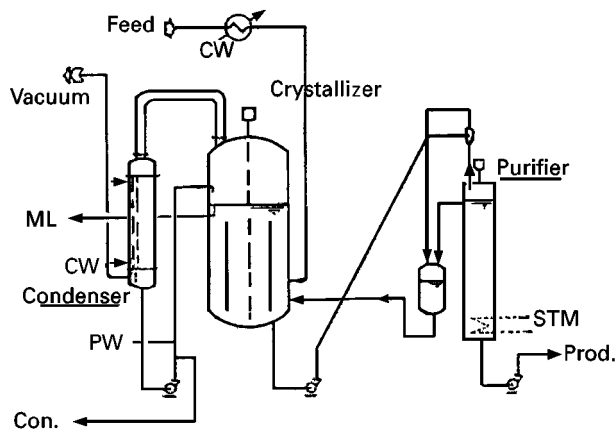 Feed
CW
Crystallizer
Vacuum
Purifier
ML
CW
Condenser
STM
PW
Prod.
Con.